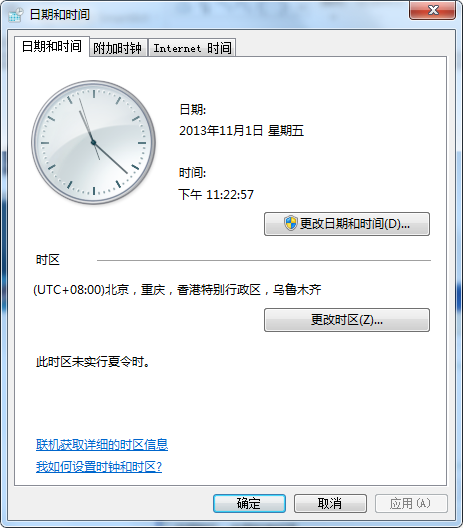 日期和时间
日期和时间 附加时钟 Internet 时间
日期:
2013年11月1日 星期五
时间:
下午 11:22:57
更改日期和时间(D)...
时区
(UTC+08:00)北京，重庆，香港特别行政区，乌鲁木齐
更改时区(Z)...
此时区未实行夏令时。
联机获取详细的时区信息
我如何设置时钟和时区?
确定 取消 应用(A)